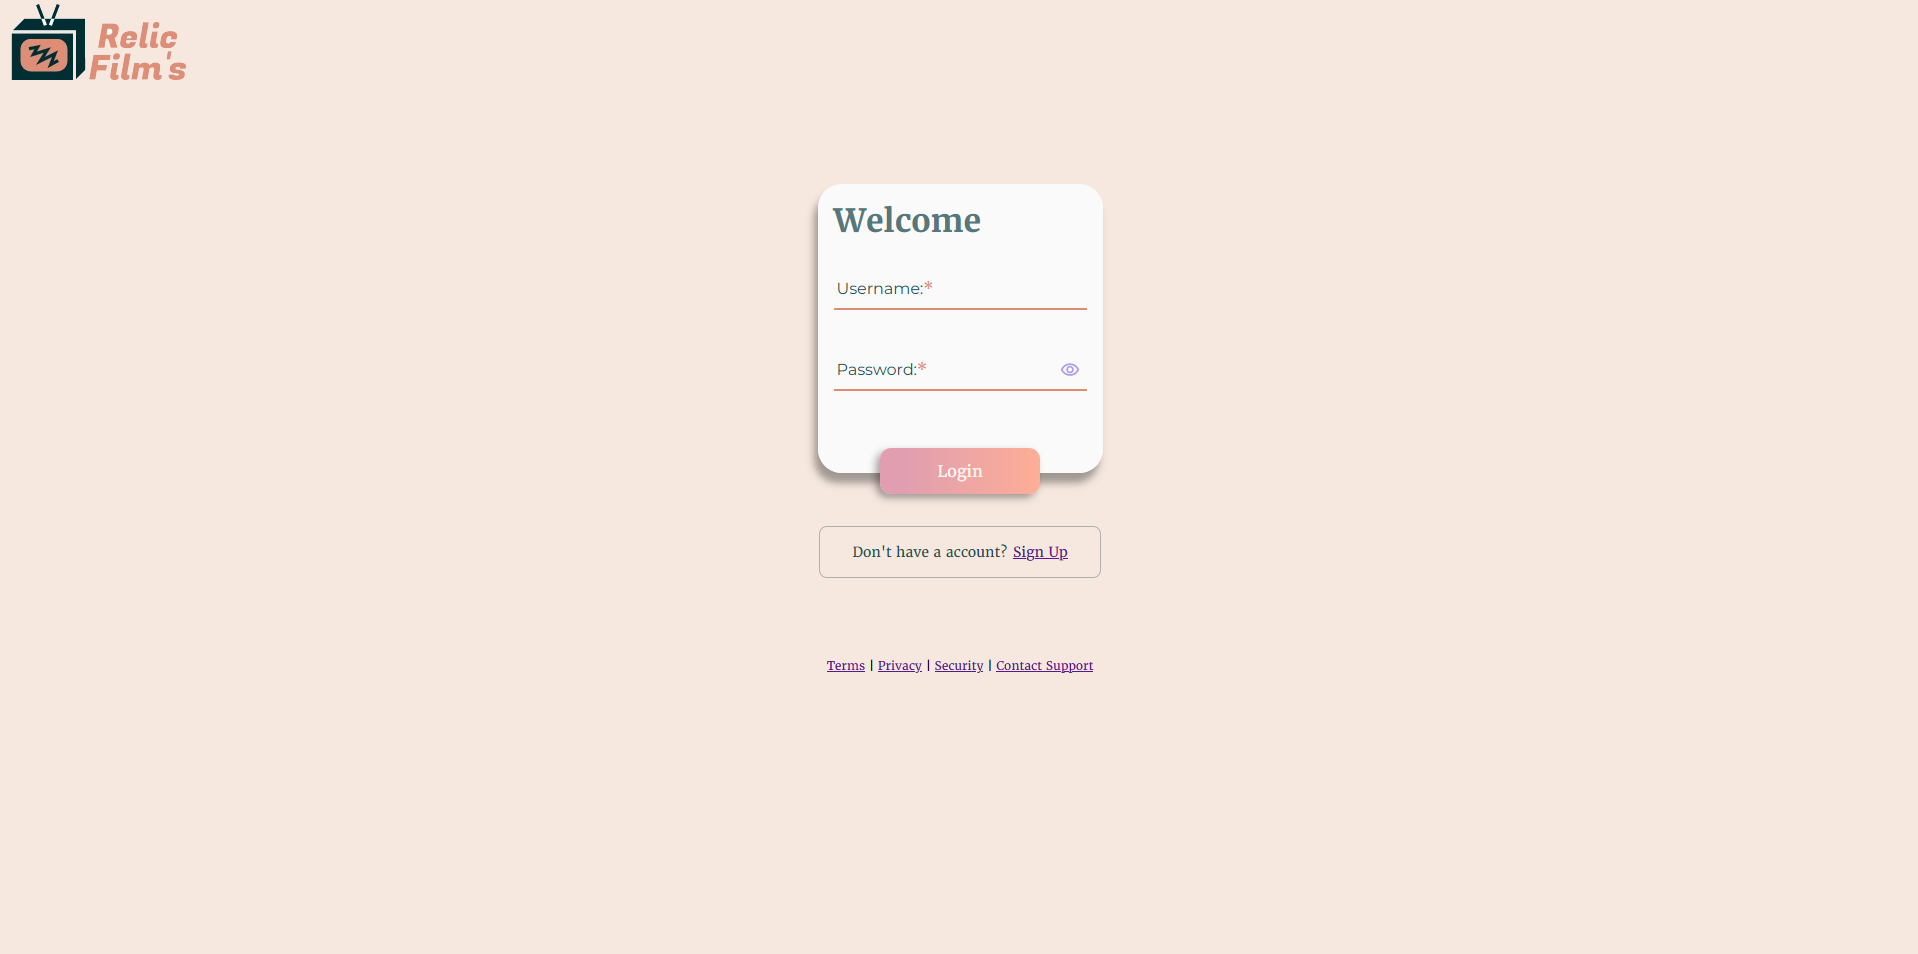 Relic
Film's
Welcome
Username:*
Password:*
Login
Don't have a account? Sign Up
Terms | Privacy | Security | Contact Support